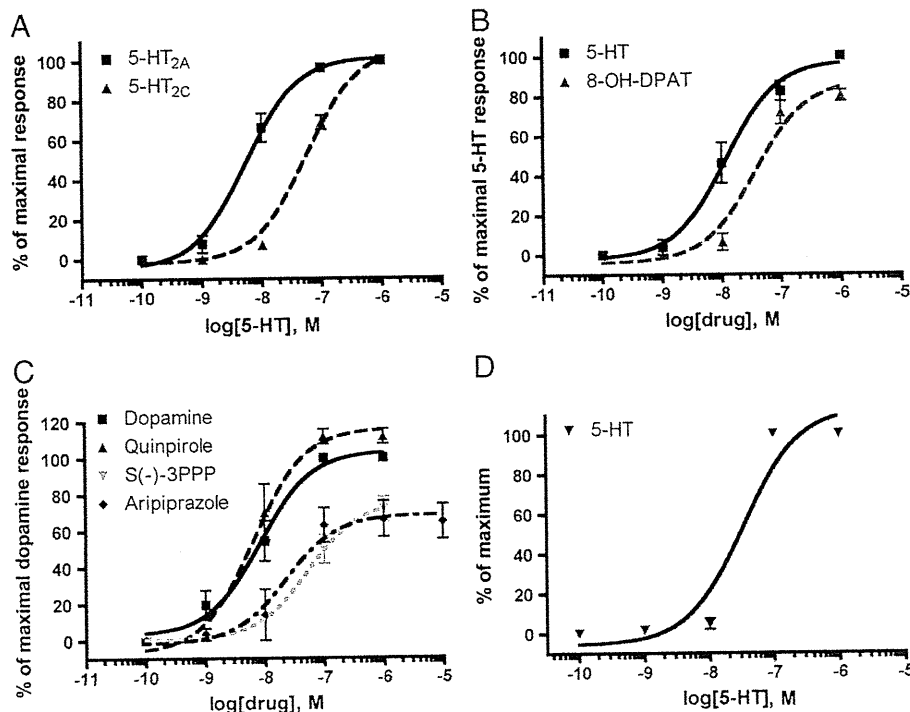 A
% of maximal response
100
80
60
40
20
0
5-HT2A
5-HT2C
-11 -10 -9 -8 -7 -6 -5
log[5-HT], M
B
% of maximal 5-HT response
100
80
60
40
20
0
5-HT
8-OH-DPAT
-11 -10 -9 -8 -7 -6 -5
log[drug], M
C
% of maximal dopamine response
120
100
80
60
40
20
0
Dopamine
Quinpirole
S(-)-3PPP
Aripiprazole
-11 -10 -9 -8 -7 -6 -5
log[drug], M
D
% of maximum
100
80
60
40
20
0
5-HT
-10 -9 -8 -7 -6 -5
log[5-HT], M